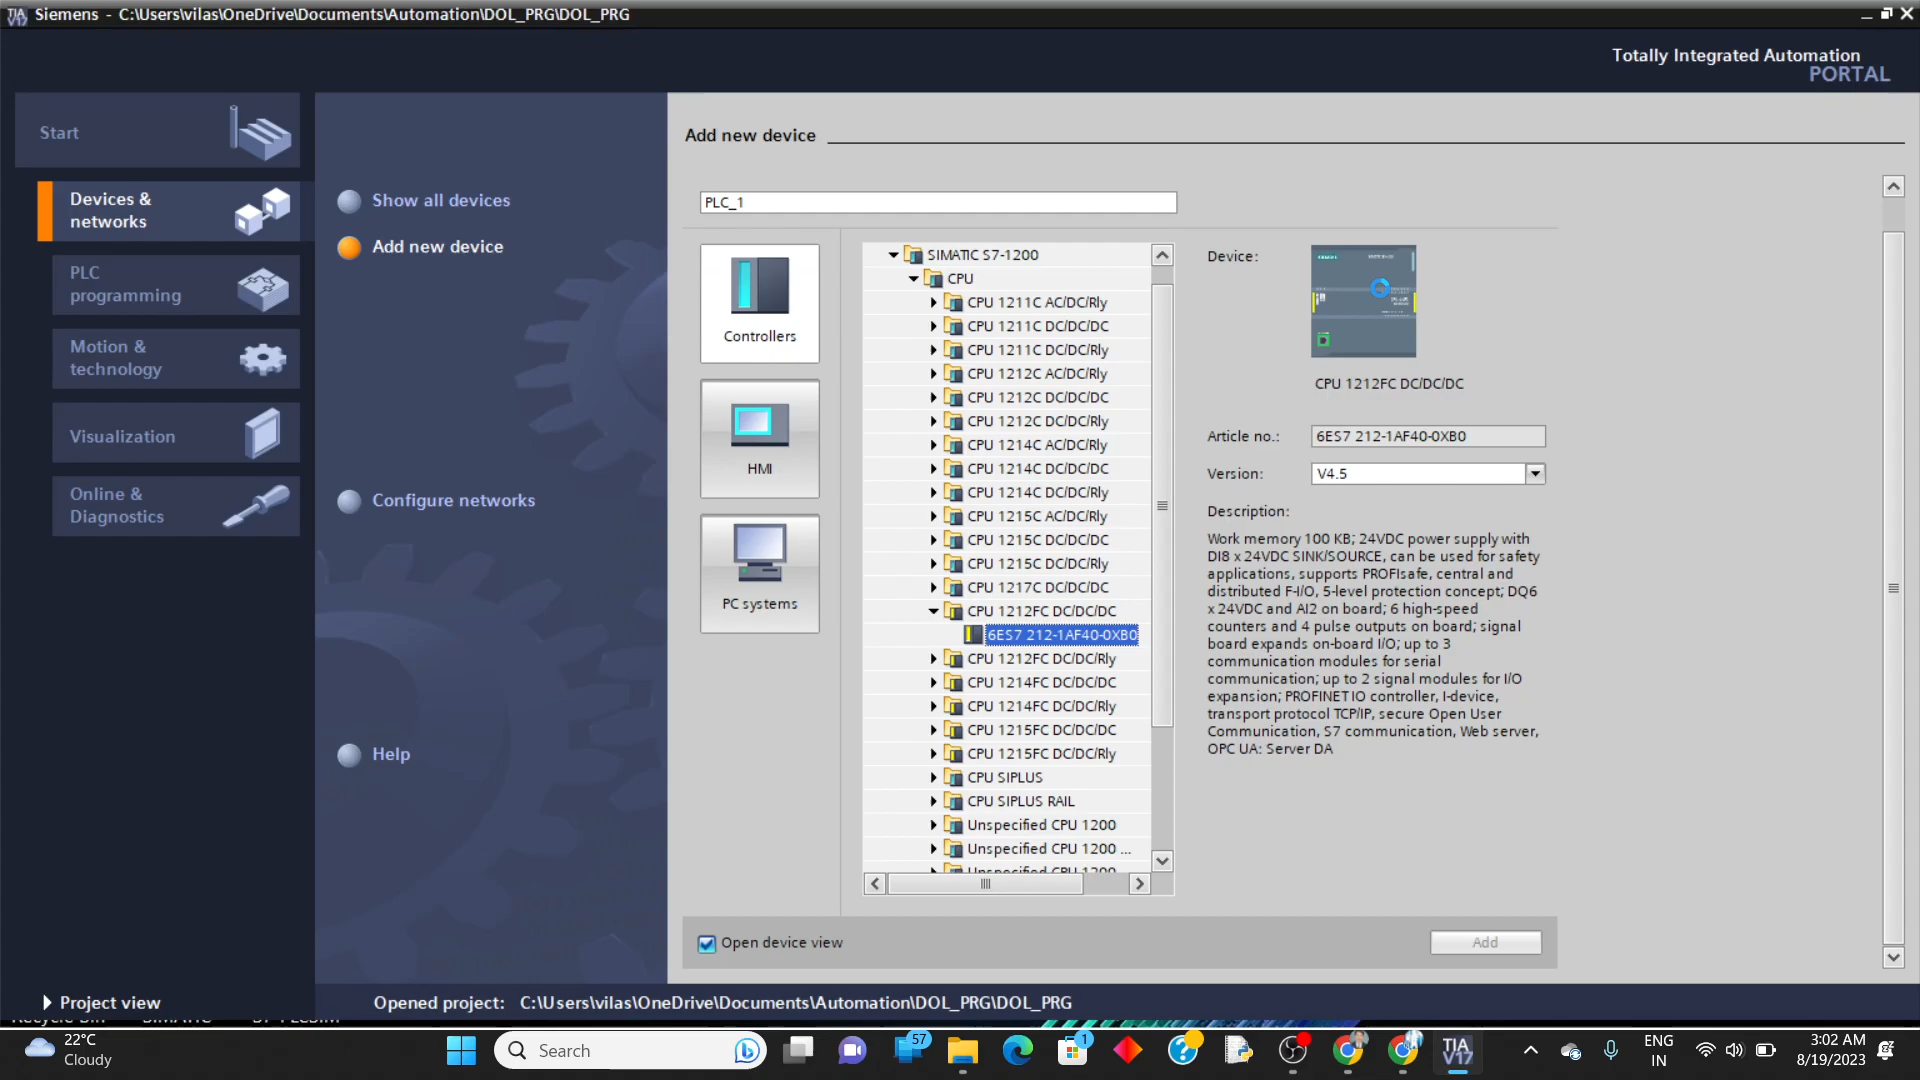 Siemens - C:\Users\vilas\OneDrive\Documents\Automation\DOL_PRG\DOL_PRG
Totally Integrated Automation
PORTAL
Start
Devices &
networks
PLC
programming
Motion &
technology
Visualization
Online &
Diagnostics
Project view
Show all devices
Add new device
Configure networks
Help
Add new device
PLC_1
Controllers
HMI
PC systems
SIMATIC S7-1200
CPU
CPU 1211C AC/DC/Rly
CPU 1211C DC/DC/DC
CPU 1211C DC/DC/Rly
CPU 1212C AC/DC/Rly
CPU 1212C DC/DC/DC
CPU 1212C DC/DC/Rly
CPU 1214C AC/DC/Rly
CPU 1214C DC/DC/DC
CPU 1214C DC/DC/Rly
CPU 1215C AC/DC/Rly
CPU 1215C DC/DC/DC
CPU 1215C DC/DC/Rly
CPU 1217C DC/DC/DC
CPU 1212FC DC/DC/DC
6ES7 212-1AF40-0XB0
CPU 1212FC DC/DC/Rly
CPU 1214FC DC/DC/DC
CPU 1214FC DC/DC/Rly
CPU 1215FC DC/DC/DC
CPU 1215FC DC/DC/Rly
CPU SIPLUS
CPU SIPLUS RAIL
Unspecified CPU 1200
Unspecified CPU 1200 ...
Unspecified CPU 1200
Device:
CPU 1212FC DC/DC/DC
Article no.: 6ES7 212-1AF40-0XB0
Version: V4.5
Description:
Work memory 100 KB; 24VDC power supply with
DI8 x 24VDC SINK/SOURCE, can be used for safety
applications, supports PROFIsafe, central and
distributed F-I/O, 5-level protection concept; DQ6
x 24VDC and AI2 on board; 6 high-speed
counters and 4 pulse outputs on board; signal
board expands on-board I/O; up to 3
communication modules for serial
communication; up to 2 signal modules for I/O
expansion; PROFINET IO controller, I-device,
transport protocol TCP/IP, secure Open User
Communication, S7 communication, Web server,
OPC UA: Server DA
Open device view
Add
Opened project: C:\Users\vilas\OneDrive\Documents\Automation\DOL_PRG\DOL_PRG
22°C
Cloudy
Search
57
1
TIA
V17
ENG
IN
3:02 AM
8/19/2023